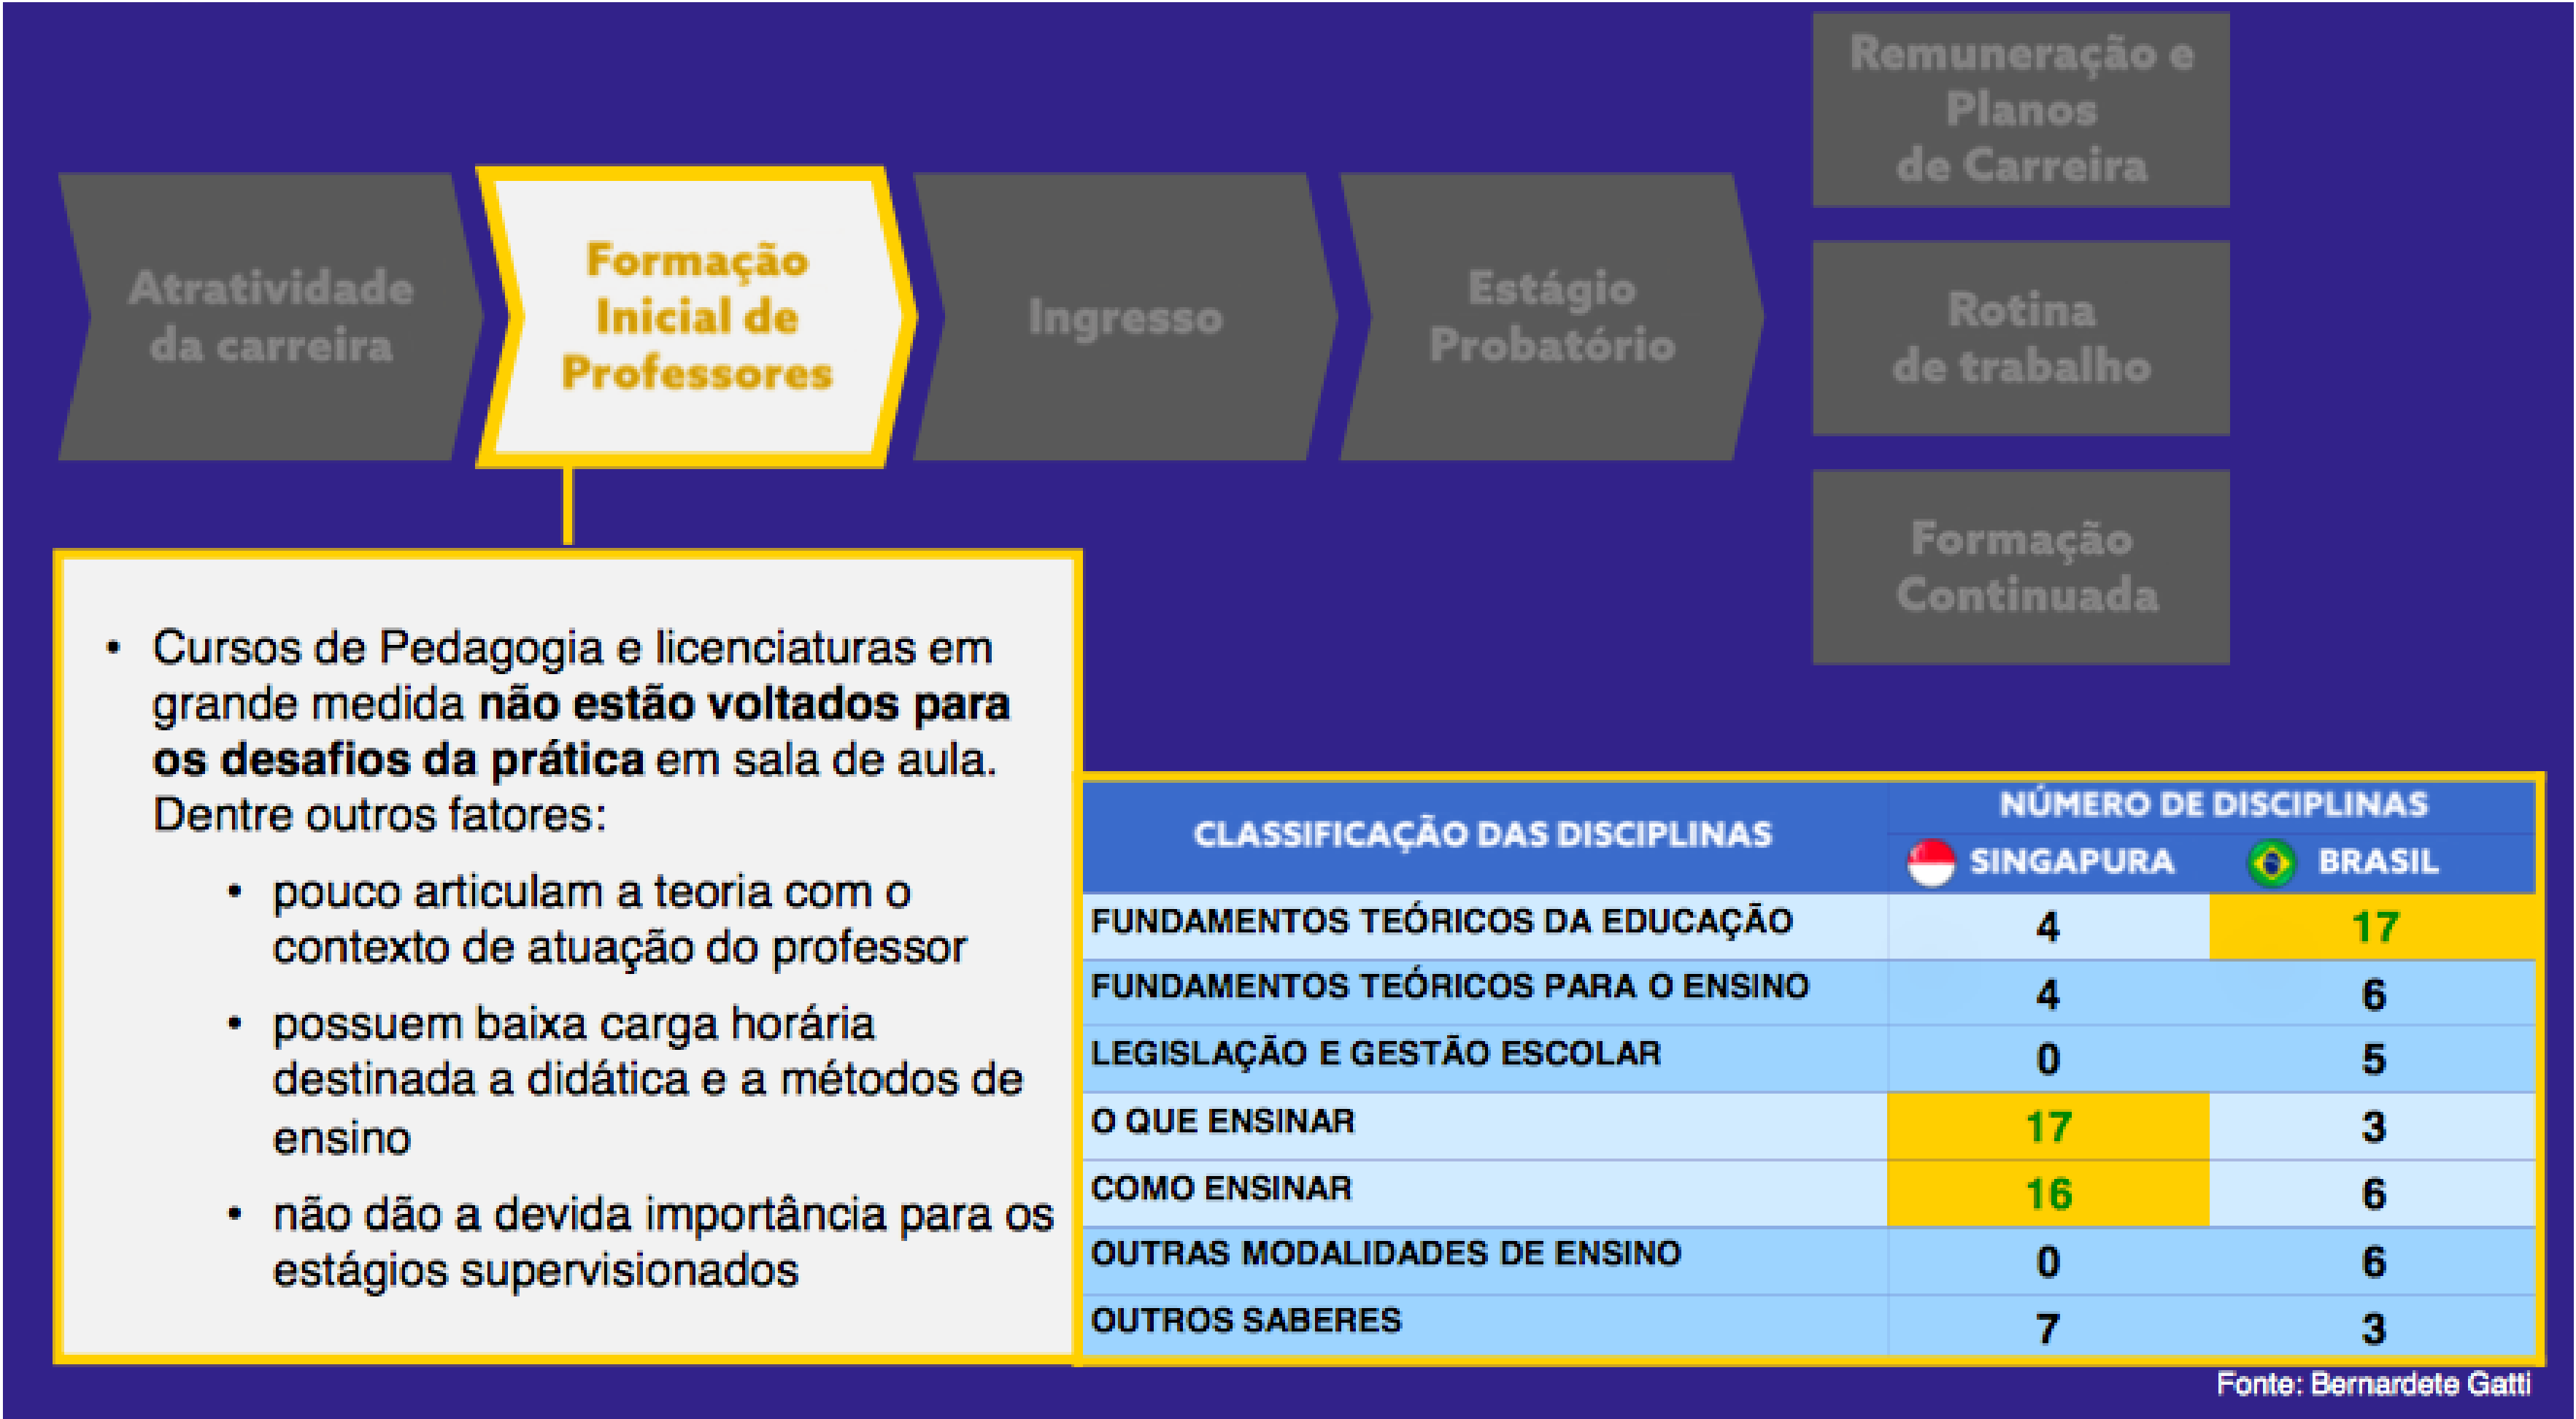 Remuneração e
Planos
de Carreira
Atratividade
da carreira
Formação
Inicial de
Professores
Ingresso
Estágio
Probatório
Rotina
de trabalho
Formação
Continuada
• Cursos de Pedagogia e licenciaturas em
grande medida não estão voltados para
os desafios da prática em sala de aula.
Dentre outros fatores:
• pouco articulam a teoria com o
contexto de atuação do professor
• possuem baixa carga horária
destinada a didática e a métodos de
ensino
• não dão a devida importância para os
estágios supervisionados
CLASSIFICAÇÃO DAS DISCIPLINAS
NÚMERO DE DISCIPLINAS
SINGAPURA BRASIL
FUNDAMENTOS TEÓRICOS DA EDUCAÇÃO 4 17
FUNDAMENTOS TEÓRICOS PARA O ENSINO 4 6
LEGISLAÇÃO E GESTÃO ESCOLAR 0 5
O QUE ENSINAR 17 3
COMO ENSINAR 16 6
OUTRAS MODALIDADES DE ENSINO 0 6
OUTROS SABERES 7 3
Fonte: Bernardete Gatti